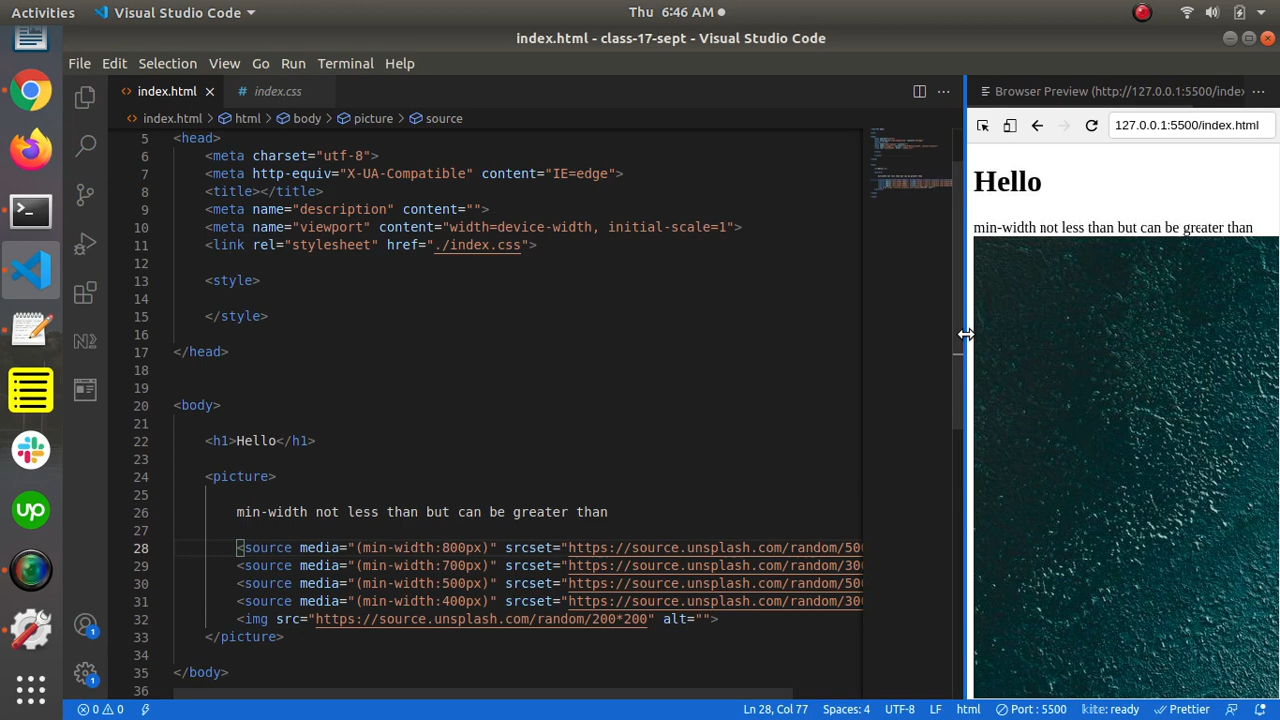 Activities
Visual Studio Code
Thu 6:46 AM
index.html - class-17-sept - Visual Studio Code
File Edit Selection View Go Run Terminal Help
index.html
# index.css
Browser Preview (http://127.0.0.1:5500/index
index.html > html > body > picture > source
127.0.0.1:5500/index.html
5 <head>
6 <meta charset="utf-8">
7 <meta http-equiv="X-UA-Compatible" content="IE=edge">
8 <title></title>
9 <meta name="description" content="">
10 <meta name="viewport" content="width=device-width, initial-scale=1">
11 <link rel="stylesheet" href="./index.css">
12
13 <style>
14
15 </style>
16
17 </head>
18
19
20 <body>
21
22 <h1>Hello</h1>
23
24 <picture>
25
26 min-width not less than but can be greater than
27
28 <source media="(min-width:800px)" srcset="https://source.unsplash.com/random/500
29 <source media="(min-width:700px)" srcset="https://source.unsplash.com/random/300
30 <source media="(min-width:500px)" srcset="https://source.unsplash.com/random/500
31 <source media="(min-width:400px)" srcset="https://source.unsplash.com/random/300
32 <img src="https://source.unsplash.com/random/200*200" alt="">
33 </picture>
34
35 </body>
36
Hello
min-width not less than but can be greater than
up
1
1
0 0
Ln 28, Col 77
Spaces: 4
UTF-8
LF
html
Port : 5500
kite: ready
Prettier